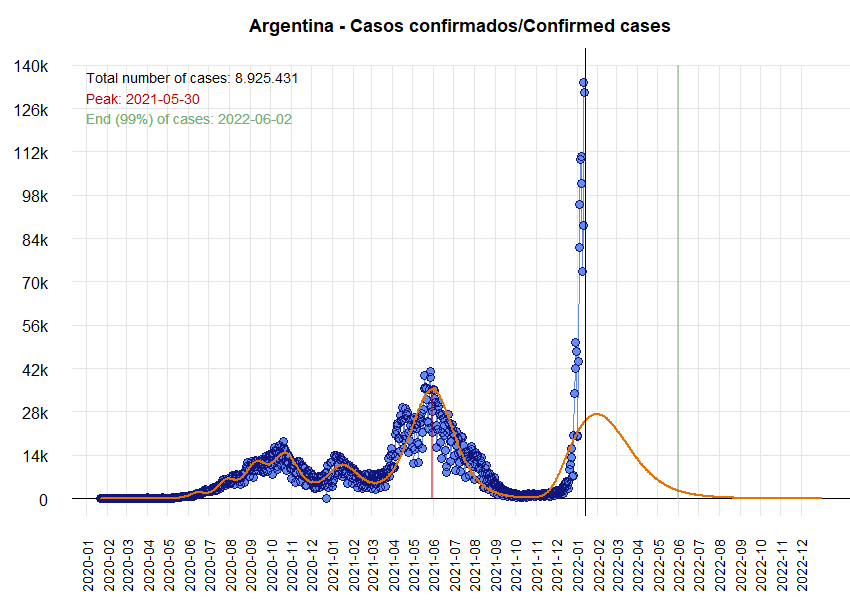 Argentina - Casos confirmados/Confirmed cases
140k
126k
112k
98k
84k
70k
56k
42k
28k
14k
0
Total number of cases: 8.925.431
Peak: 2021-05-30
End (99%) of cases: 2022-06-02
2020-01
2020-02
2020-03
2020-04
2020-05
2020-06
2020-07
2020-08
2020-09
2020-10
2020-11
2020-12
2021-01
2021-02
2021-03
2021-04
2021-05
2021-06
2021-07
2021-08
2021-09
2021-10
2021-11
2021-12
2022-01
2022-02
2022-03
2022-04
2022-05
2022-06
2022-07
2022-08
2022-09
2022-10
2022-11
2022-12